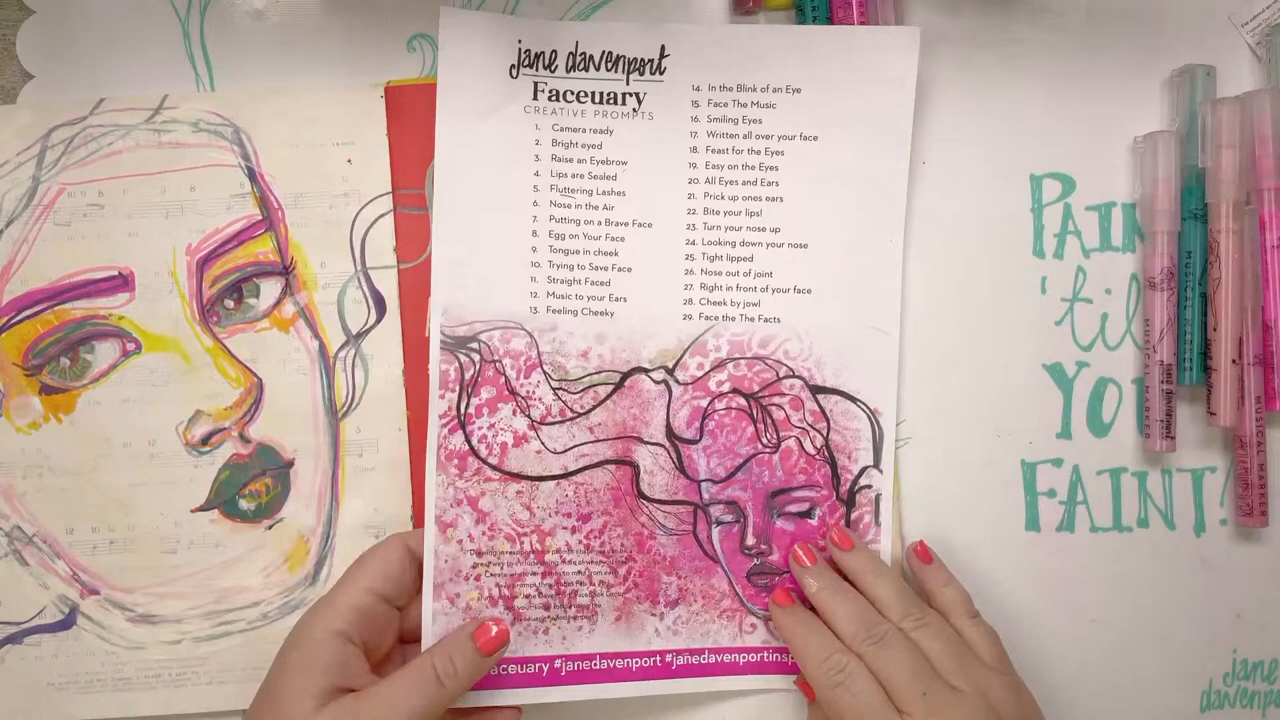 jane davenport
Faceuary
CREATIVE PROMPTS
1. Camera ready
2. Bright eyed
3. Raise an Eyebrow
4. Lips are Sealed
5. Fluttering Lashes
6. Nose in the Air
7. Putting on a Brave Face
8. Egg on Your Face
9. Tongue in cheek
10. Trying to Save Face
11. Straight Faced
12. Music to your Ears
13. Feeling Cheeky
14. In the Blink of an Eye
15. Face The Music
16. Smiling Eyes
17. Written all over your face
18. Feast for the Eyes
19. Easy on the Eyes
20. All Eyes and Ears
21. Prick up ones ears
22. Bite your lips!
23. Turn your nose up
24. Looking down your nose
25. Tight lipped
26. Nose out of joint
27. Right in front of your face
28. Cheek by jowl
29. Face the The Facts
#janedavenport
'til
FAINT!
jane
MUSICAL MARKER
MUSICAL MARKER
MUSICAL MARKER